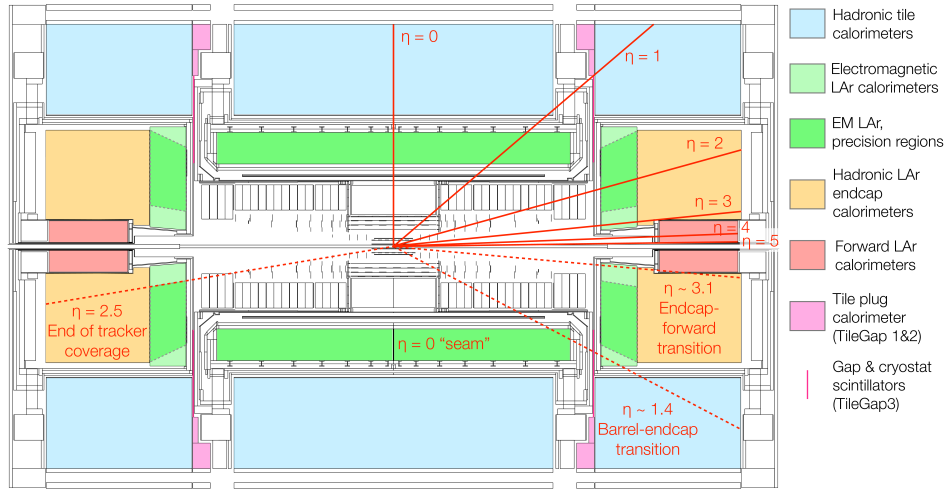 η = 0
η = 1
η = 2
η = 3
η = 4
η = 5
η = 2.5
End of tracker
coverage
η = 0 “seam”
η ~ 3.1
Endcap-
forward
transition
η ~ 1.4
Barrel-endcap
transition
Hadronic tile
calorimeters
Electromagnetic
LAr calorimeters
EM LAr,
precision regions
Hadronic LAr
endcap
calorimeters
Forward LAr
calorimeters
Tile plug
calorimeter
(TileGap 1&2)
Gap & cryostat
scintillators
(TileGap3)